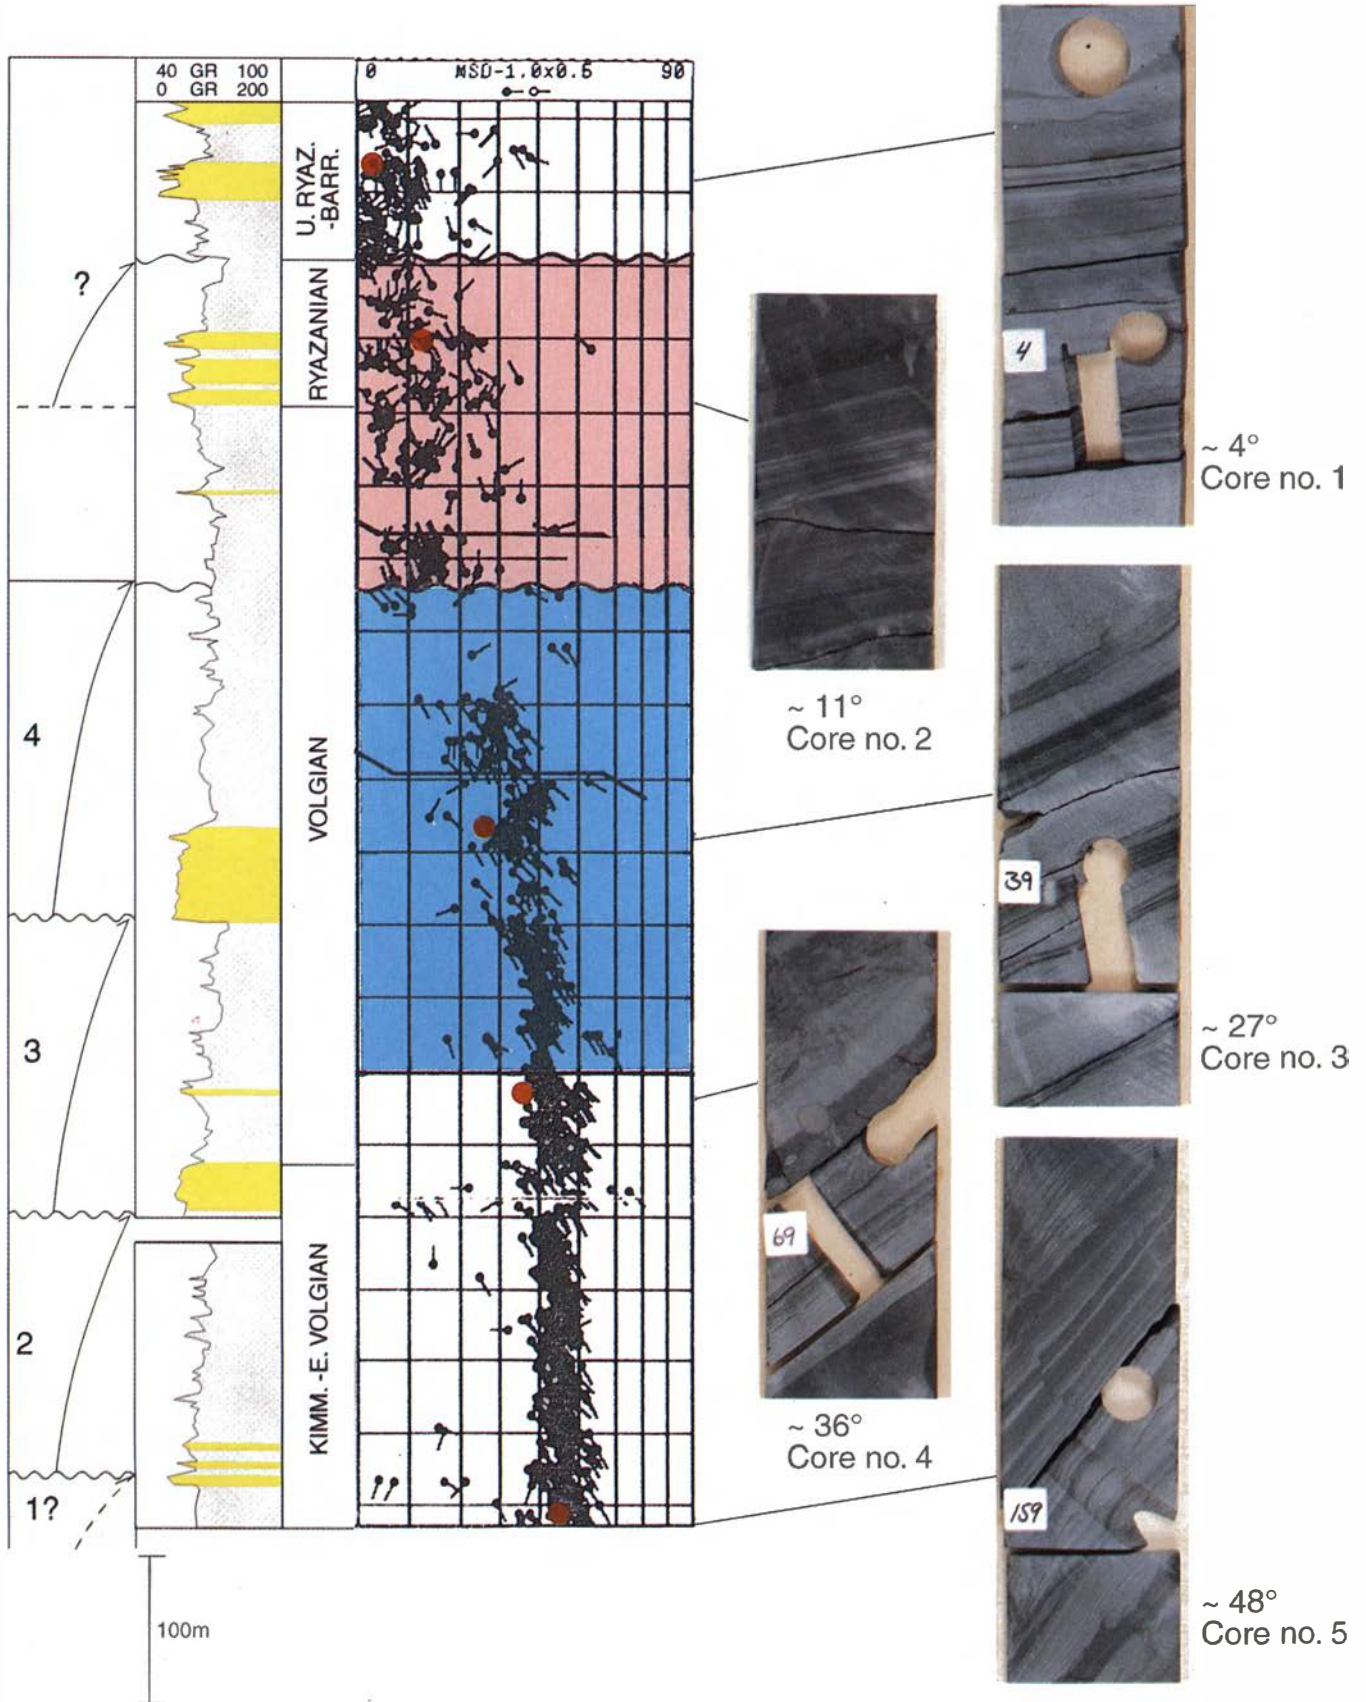 40 GR 100
0 GR 200
0 MSD-1.0x0.5 90
U. RYAZ.
-BARR.
RYAZANIAN
VOLGIAN
KIMM. -E. VOLGIAN
?
4
3
2
1?
100m
4
~ 4°
Core no. 1
~ 11°
Core no. 2
39
~ 27°
Core no. 3
69
~ 36°
Core no. 4
159
~ 48°
Core no. 5